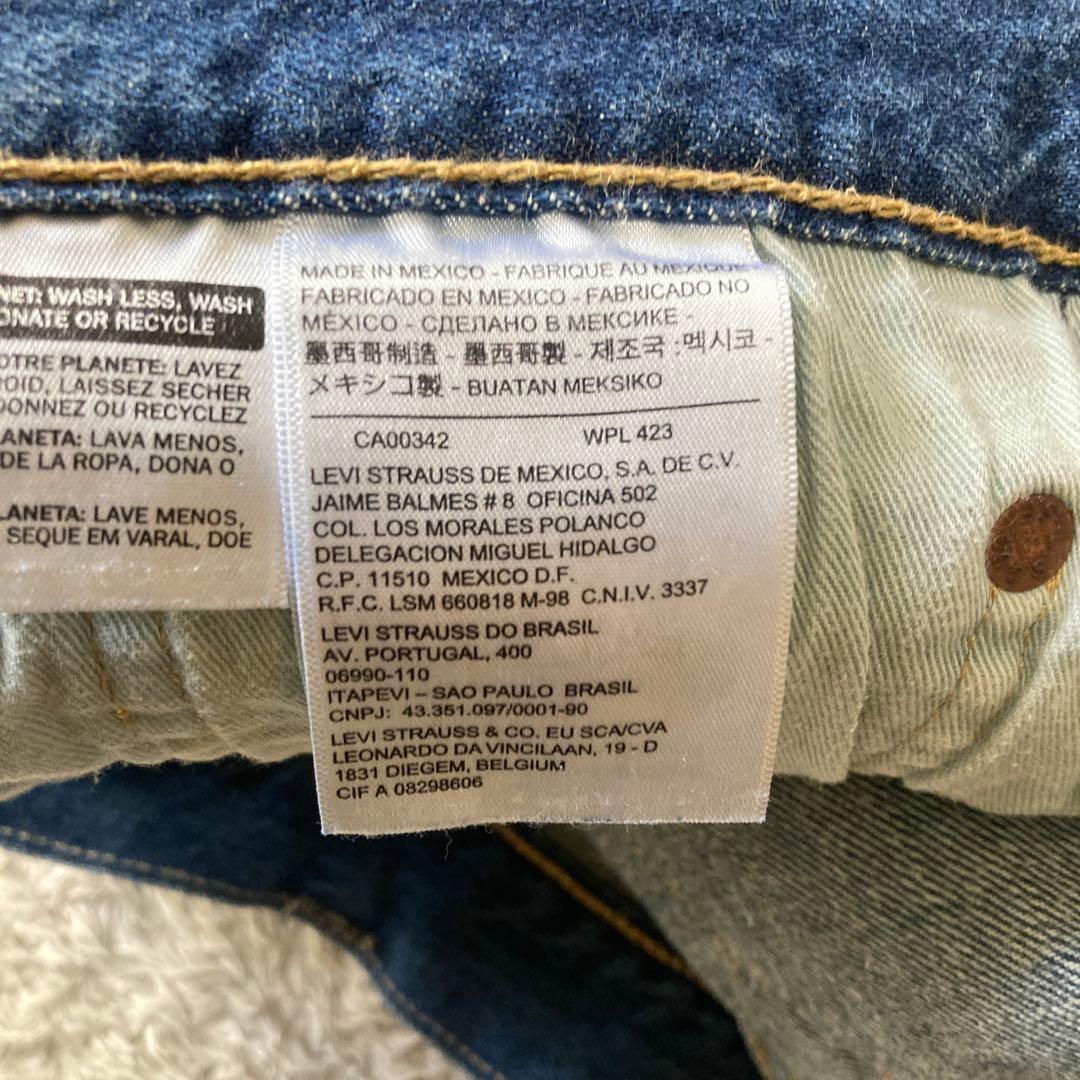 NET: WASH LESS, WASH
ONATE OR RECYCLE
OTRE PLANETE: LAVEZ
ROID, LAISSEZ SECHER
DONNEZ OU RECYCLEZ
LANETA: LAVA MENOS,
DE LA ROPA, DONA O
LANETA: LAVE MENOS,
SEQUE EM VARAL, DOE
MADE IN MEXICO - FABRIQUE AU MEXIQUE
FABRICADO EN MEXICO - FABRICADO NO
MÉXICO - СДЕЛАНО В МЕКСИКЕ -
墨西哥制造 - 墨西哥製 - 제조국 :멕시코 -
メキシコ製 - BUATAN MEKSIKO
CA00342 WPL 423
LEVI STRAUSS DE MEXICO, S.A. DE C.V.
JAIME BALMES # 8 OFICINA 502
COL. LOS MORALES POLANCO
DELEGACION MIGUEL HIDALGO
C.P. 11510 MEXICO D.F.
R.F.C. LSM 660818 M-98 C.N.I.V. 3337
LEVI STRAUSS DO BRASIL
AV. PORTUGAL, 400
06990-110
ITAPEVI – SAO PAULO BRASIL
CNPJ: 43.351.097/0001-90
LEVI STRAUSS & CO. EU SCA/CVA
LEONARDO DA VINCILAAN, 19 - D
1831 DIEGEM, BELGIUM
CIF A 08298606